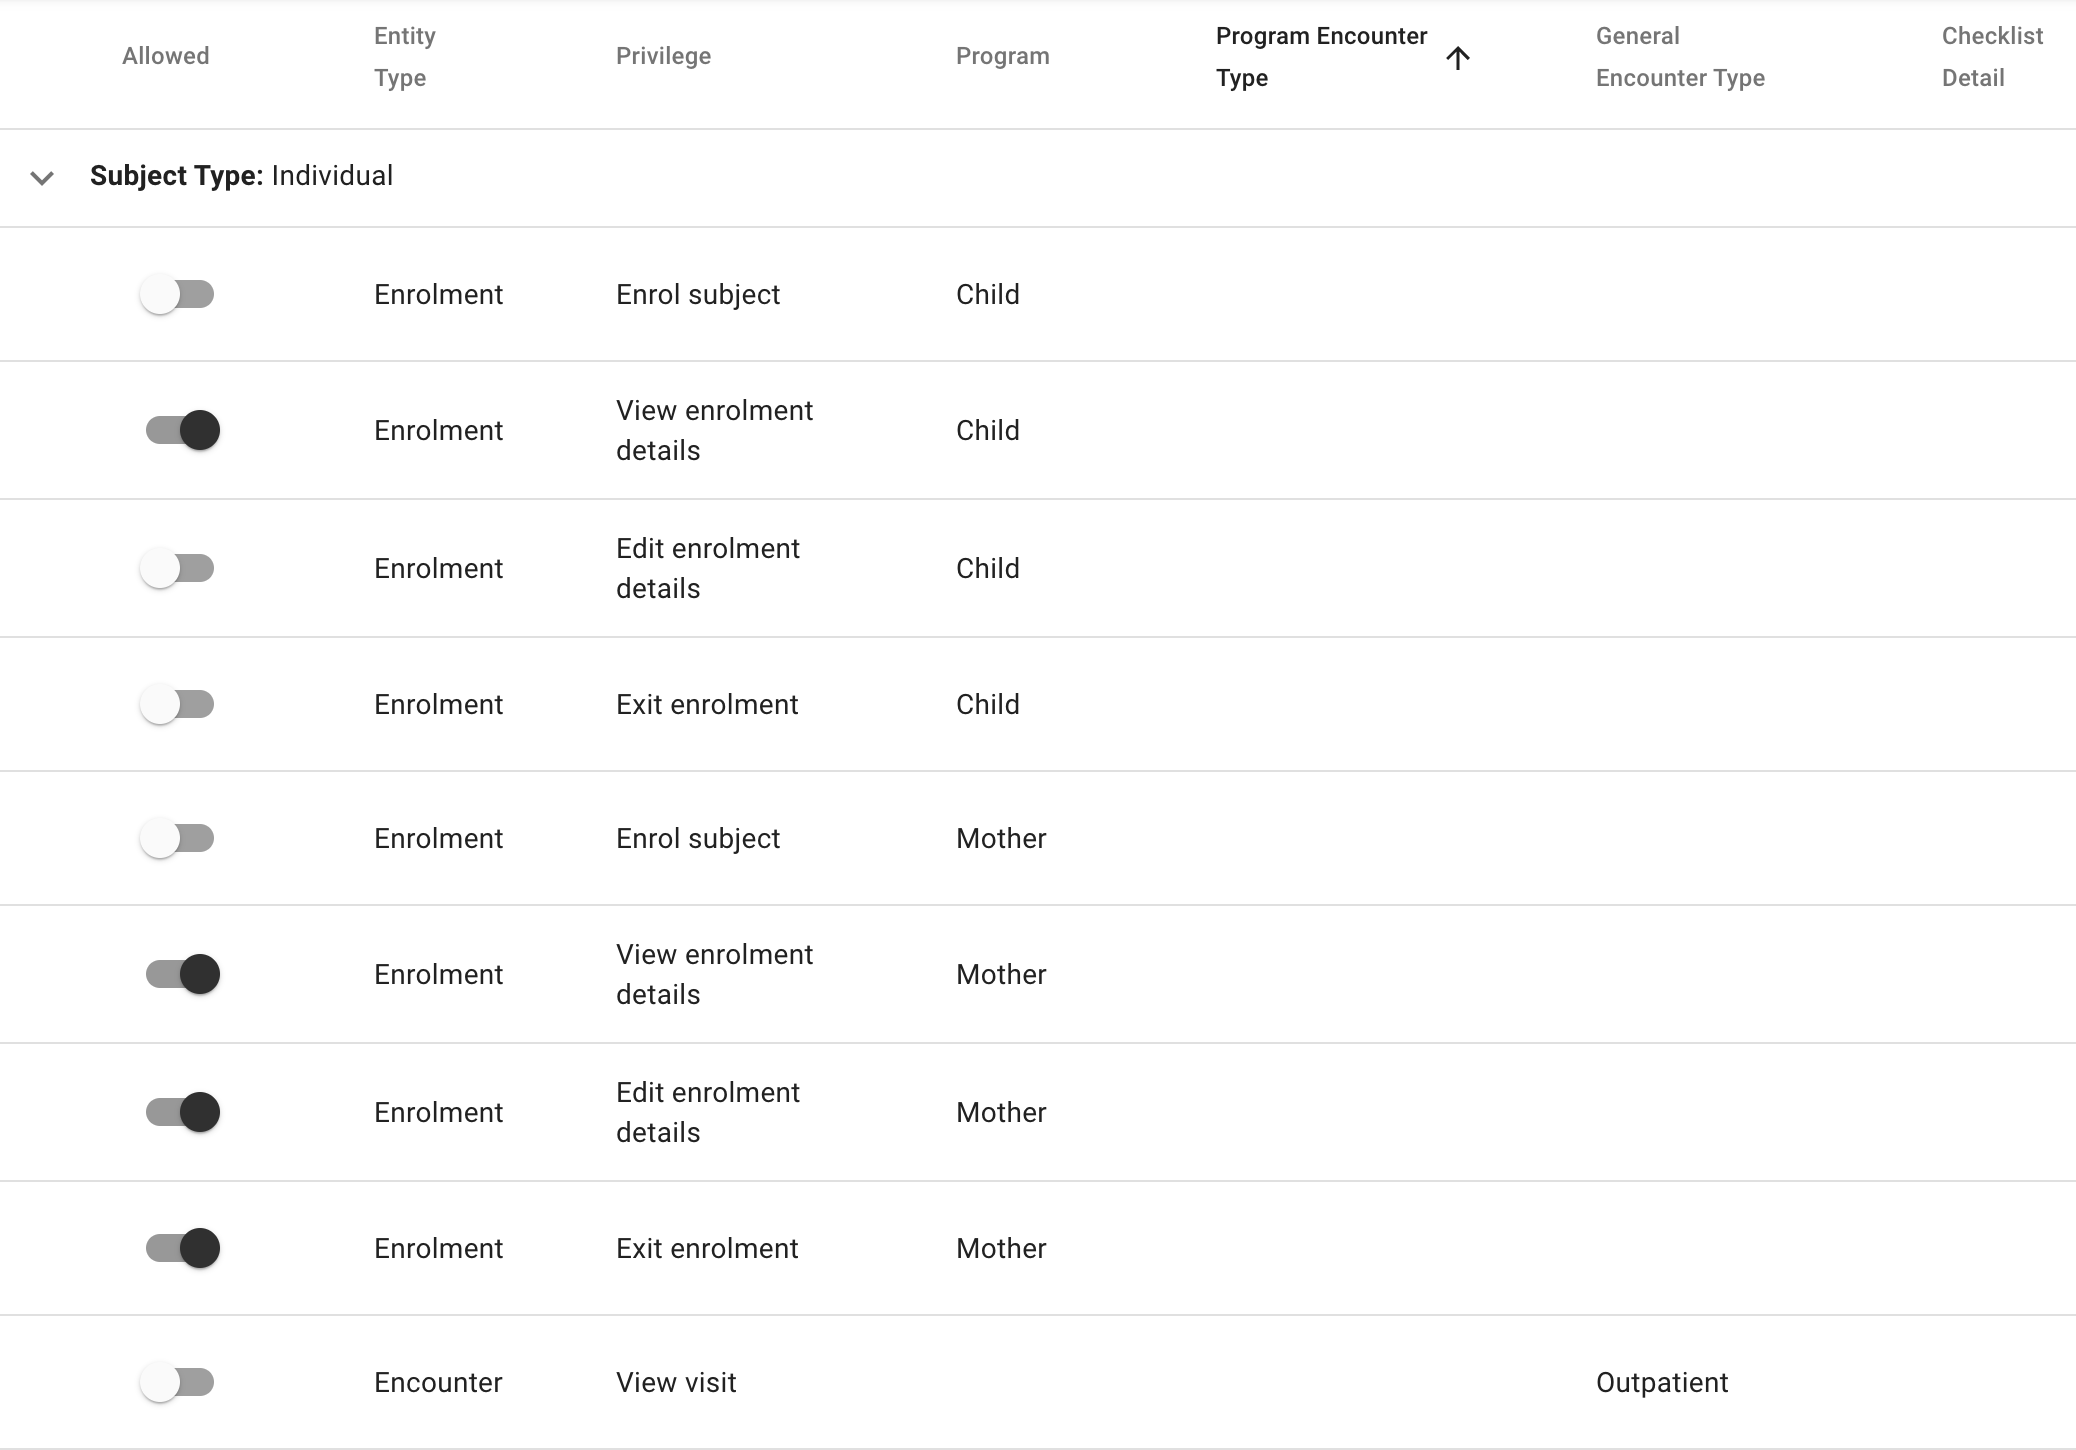 Allowed
Entity
Type
Privilege
Program
Program Encounter
Type
General
Encounter Type
Checklist
Detail
Subject Type: Individual
Enrolment Enrol subject Child
Enrolment View enrolment
details Child
Enrolment Edit enrolment
details Child
Enrolment Exit enrolment Child
Enrolment Enrol subject Mother
Enrolment View enrolment
details Mother
Enrolment Edit enrolment
details Mother
Enrolment Exit enrolment Mother
Encounter View visit Outpatient